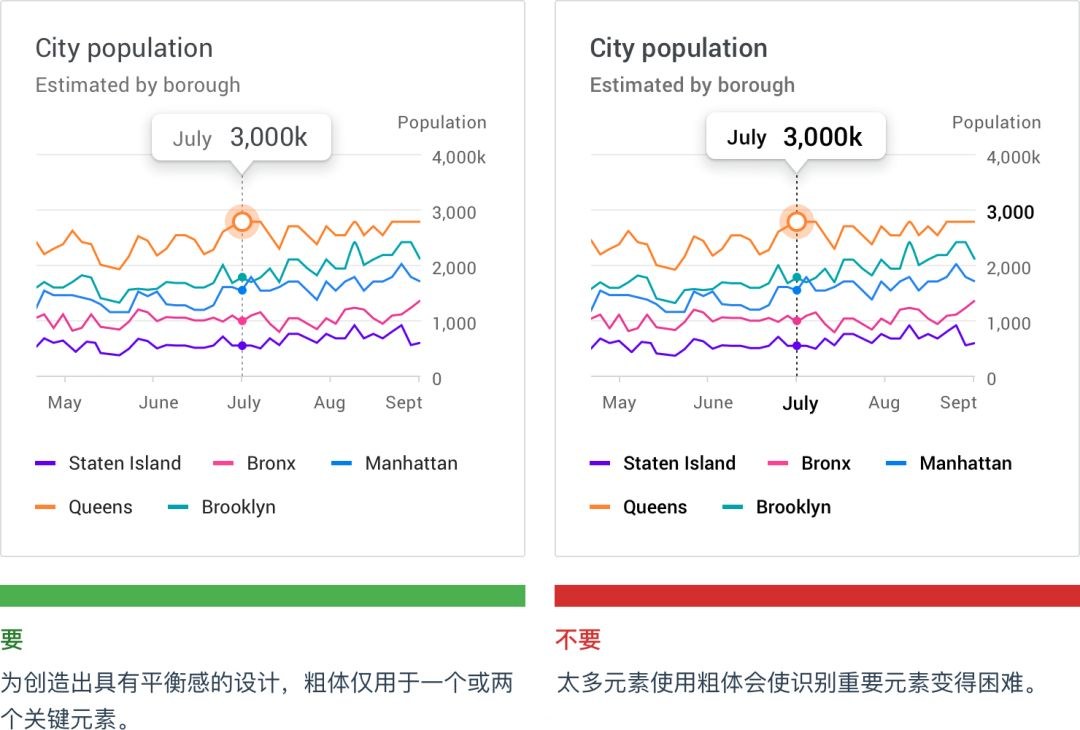 City population
Estimated by borough
July 3,000k
Population
4,000k
3,000
2,000
1,000
0
May June July Aug Sept
Staten Island Bronx Manhattan
Queens Brooklyn
要
为创造出具有平衡感的设计，粗体仅用于一个或两
个关键元素。
City population
Estimated by borough
July 3,000k
Population
4,000k
3,000
2,000
1,000
0
May June July Aug Sept
Staten Island Bronx Manhattan
Queens Brooklyn
不要
太多元素使用粗体会使识别重要元素变得困难。